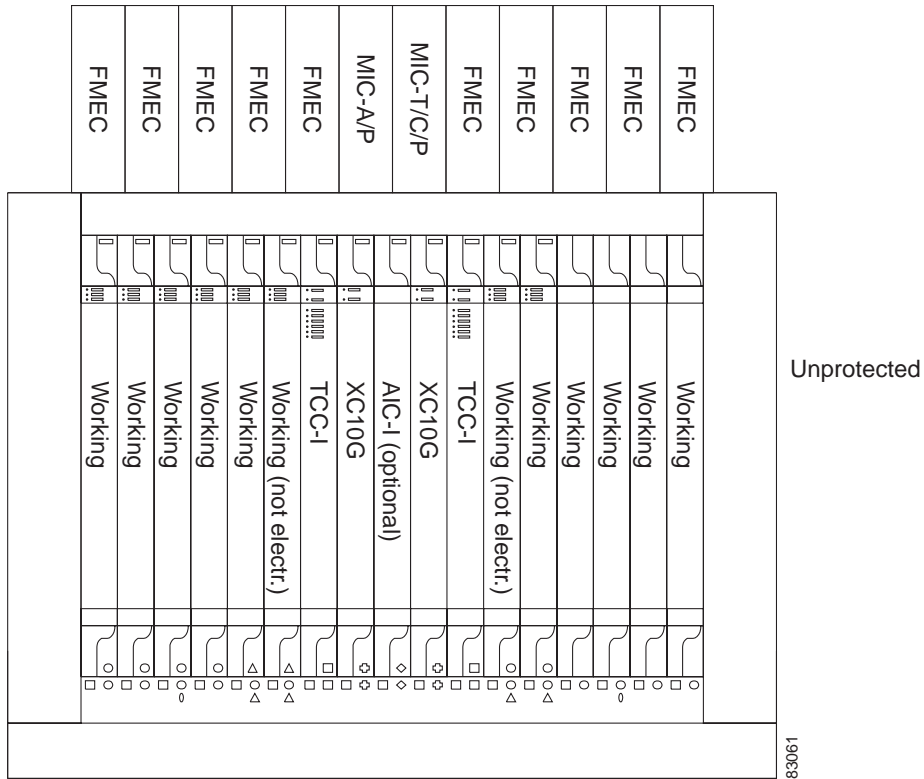 FMEC
FMEC
FMEC
FMEC
FMEC
MIC-A/P
MIC-T/C/P
FMEC
FMEC
FMEC
FMEC
FMEC
Working
Working
Working
Working
Working
Working (not electr.)
TCC-I
XC10G
AIC-I (optional)
XC10G
TCC-I
Working (not electr.)
Working
Working
Working
Working
Working
Unprotected
83061